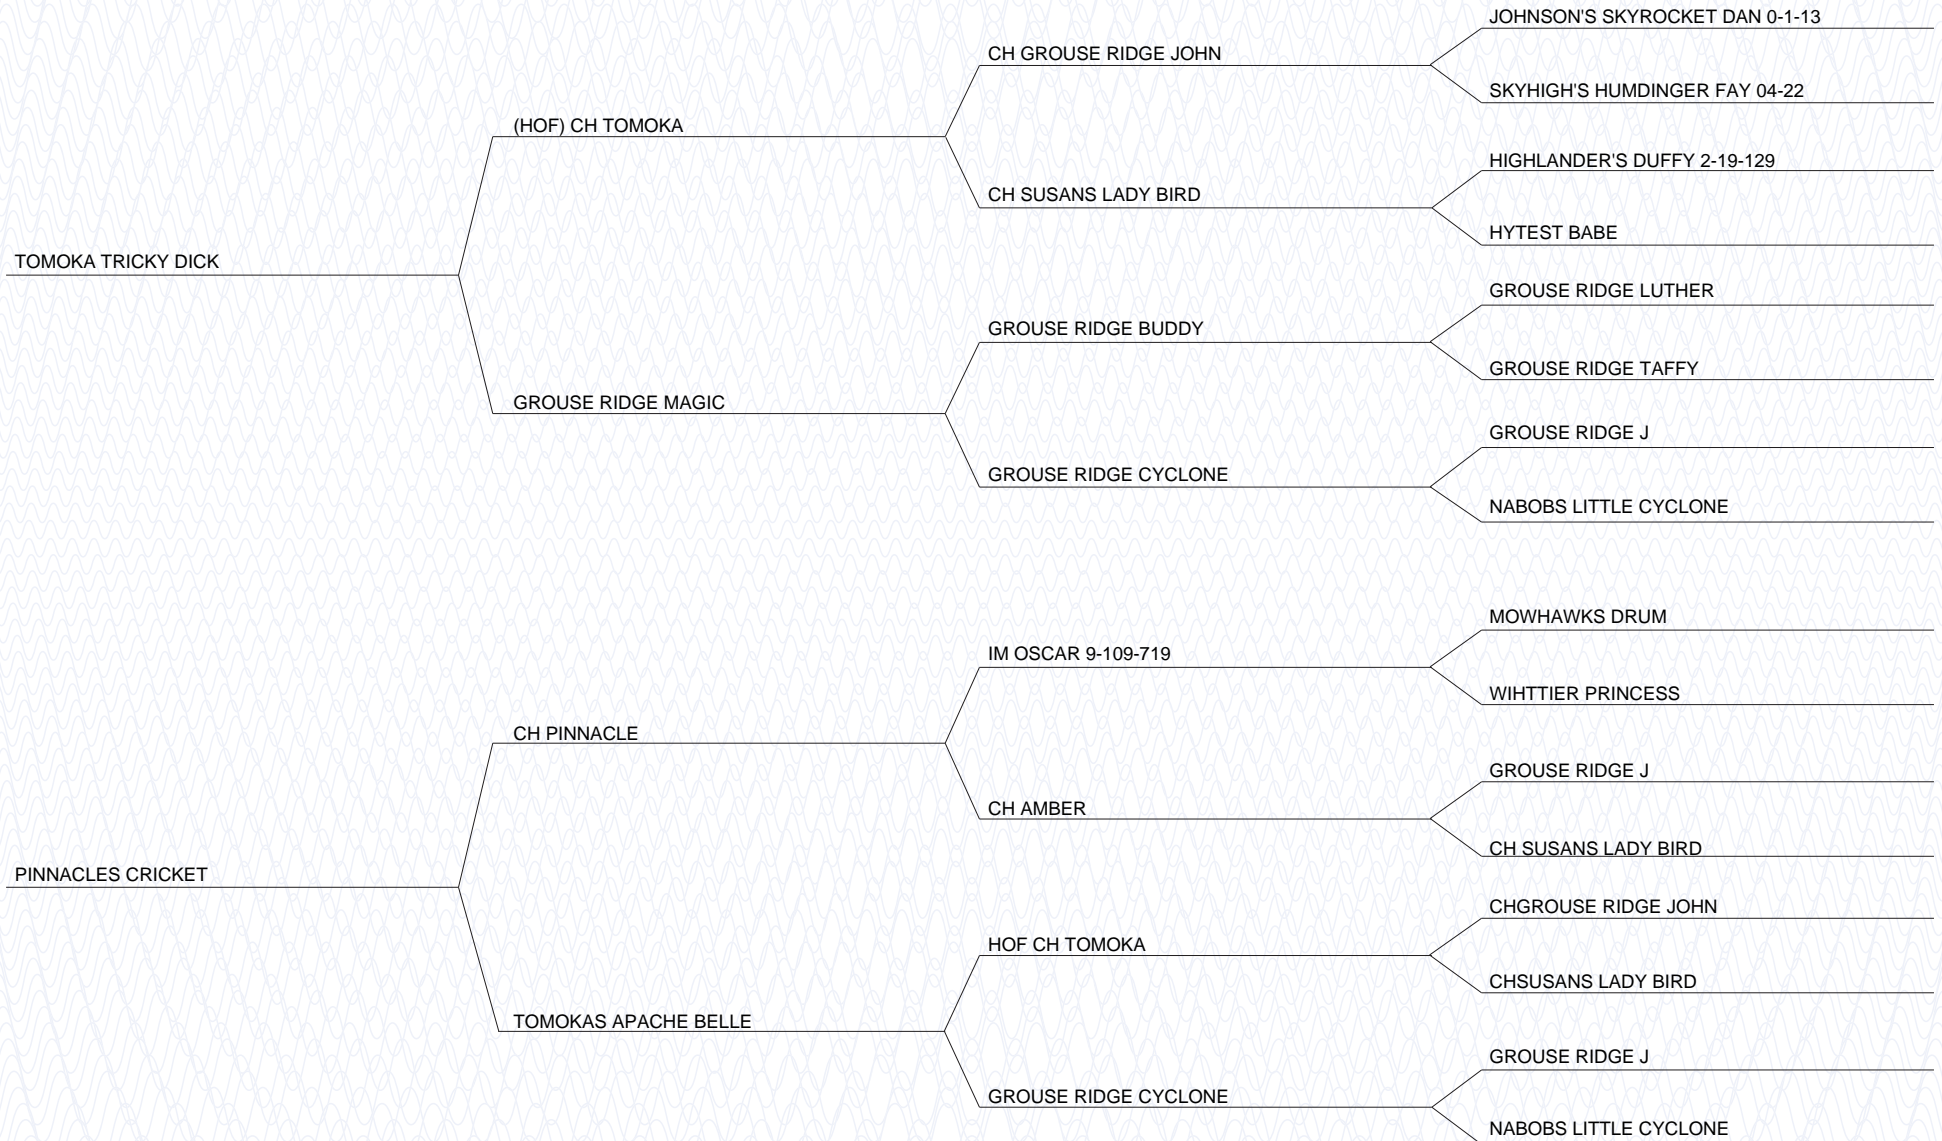 JOHNSON'S SKYROCKET DAN 0-1-13
CH GROUSE RIDGE JOHN
SKYHIGH'S HUMDINGER FAY 04-22
(HOF) CH TOMOKA
HIGHLANDER'S DUFFY 2-19-129
CH SUSANS LADY BIRD
HYTEST BABE
TOMOKA TRICKY DICK
GROUSE RIDGE LUTHER
GROUSE RIDGE BUDDY
GROUSE RIDGE TAFFY
GROUSE RIDGE MAGIC
GROUSE RIDGE J
GROUSE RIDGE CYCLONE
NABOBS LITTLE CYCLONE
MOWHAWKS DRUM
IM OSCAR 9-109-719
WIHTTIER PRINCESS
CH PINNACLE
GROUSE RIDGE J
CH AMBER
CH SUSANS LADY BIRD
PINNACLES CRICKET
CHGROUSE RIDGE JOHN
HOF CH TOMOKA
CHSUSANS LADY BIRD
TOMOKAS APACHE BELLE
GROUSE RIDGE J
GROUSE RIDGE CYCLONE
NABOBS LITTLE CYCLONE